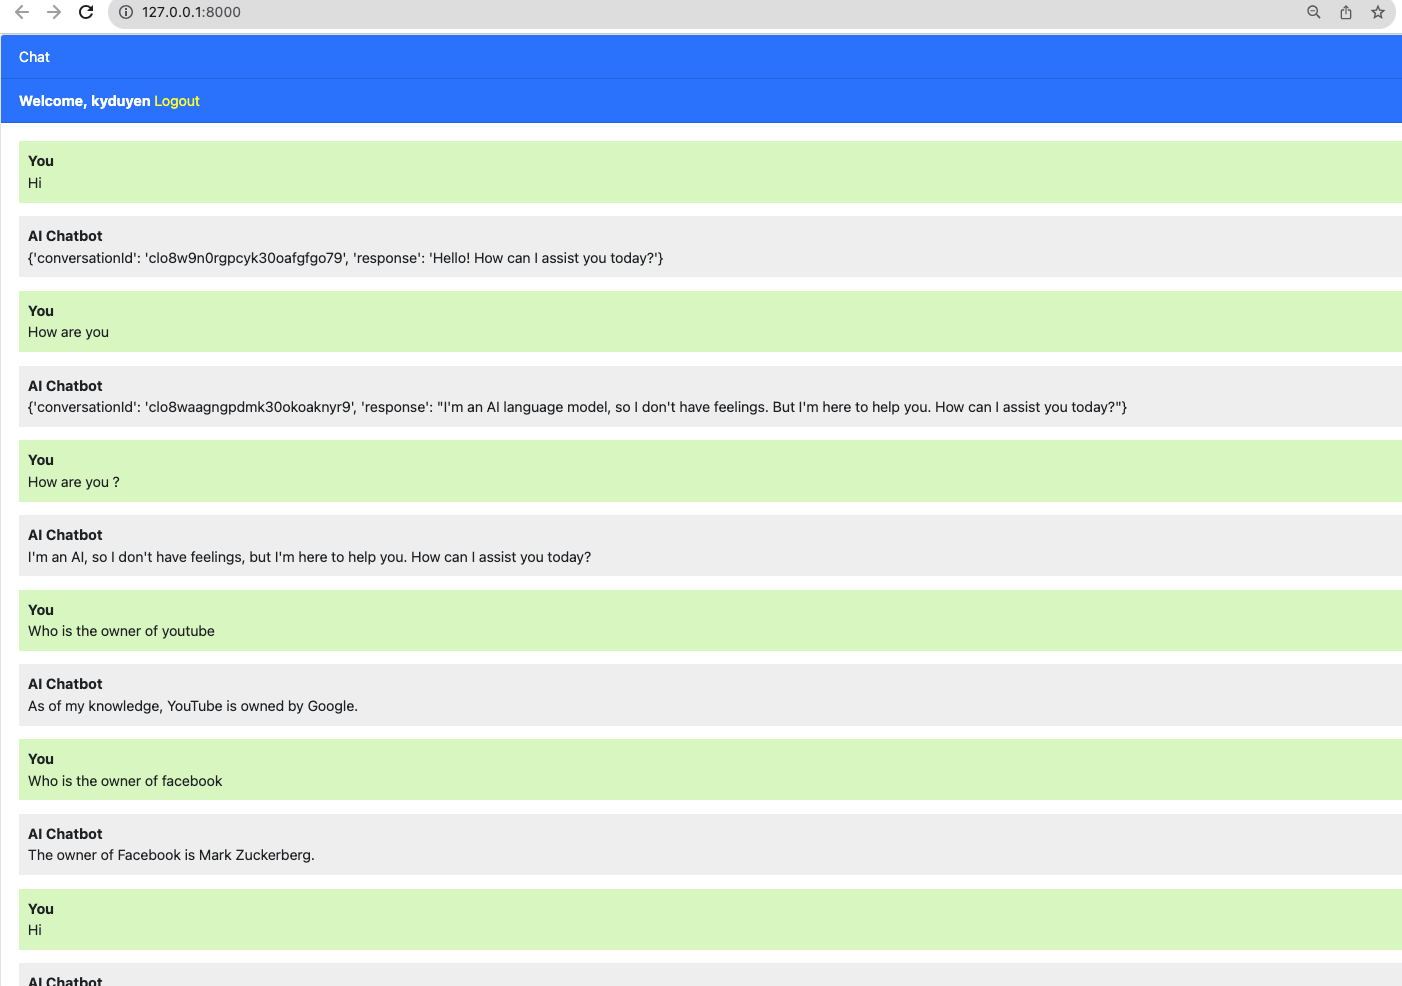 127.0.0.1:8000
Chat
Welcome, kyduyen Logout
You
Hi
AI Chatbot
{'conversationId': 'clo8w9n0rgpcyk30oafgfgo79', 'response': 'Hello! How can I assist you today?'}
You
How are you
AI Chatbot
{'conversationId': 'clo8waagngpdmk30okoaknyr9', 'response': "I'm an AI language model, so I don't have feelings. But I'm here to help you. How can I assist you today?"}
You
How are you ?
AI Chatbot
I'm an AI, so I don't have feelings, but I'm here to help you. How can I assist you today?
You
Who is the owner of youtube
AI Chatbot
As of my knowledge, YouTube is owned by Google.
You
Who is the owner of facebook
AI Chatbot
The owner of Facebook is Mark Zuckerberg.
You
Hi
AI Chatbot